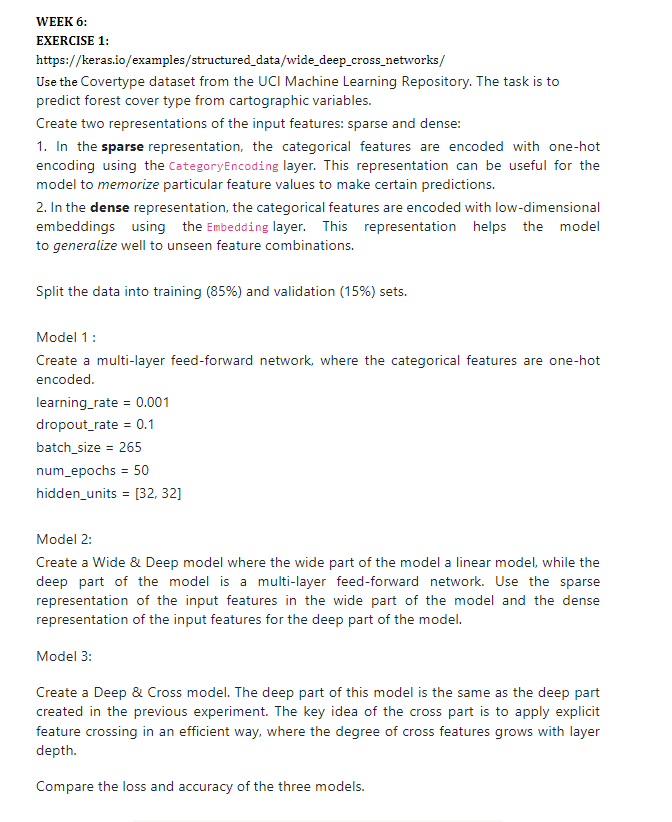 WEEK 6:
EXERCISE 1:
https://keras.io/examples/structured_data/wide_deep_cross_networks/
Use the Covertype dataset from the UCI Machine Learning Repository. The task is to
predict forest cover type from cartographic variables.
Create two representations of the input features: sparse and dense:
1. In the sparse representation, the categorical features are encoded with one-hot
encoding using the CategoryEncoding layer. This representation can be useful for the
model to memorize particular feature values to make certain predictions.
2. In the dense representation, the categorical features are encoded with low-dimensional
embeddings using the Embedding layer. This representation helps the model
to generalize well to unseen feature combinations.
Split the data into training (85%) and validation (15%) sets.
Model 1 :
Create a multi-layer feed-forward network, where the categorical features are one-hot
encoded.
learning_rate = 0.001
dropout_rate = 0.1
batch_size = 265
num_epochs = 50
hidden_units = [32, 32]
Model 2:
Create a Wide & Deep model where the wide part of the model a linear model, while the
deep part of the model is a multi-layer feed-forward network. Use the sparse
representation of the input features in the wide part of the model and the dense
representation of the input features for the deep part of the model.
Model 3:
Create a Deep & Cross model. The deep part of this model is the same as the deep part
created in the previous experiment. The key idea of the cross part is to apply explicit
feature crossing in an efficient way, where the degree of cross features grows with layer
depth.
Compare the loss and accuracy of the three models.